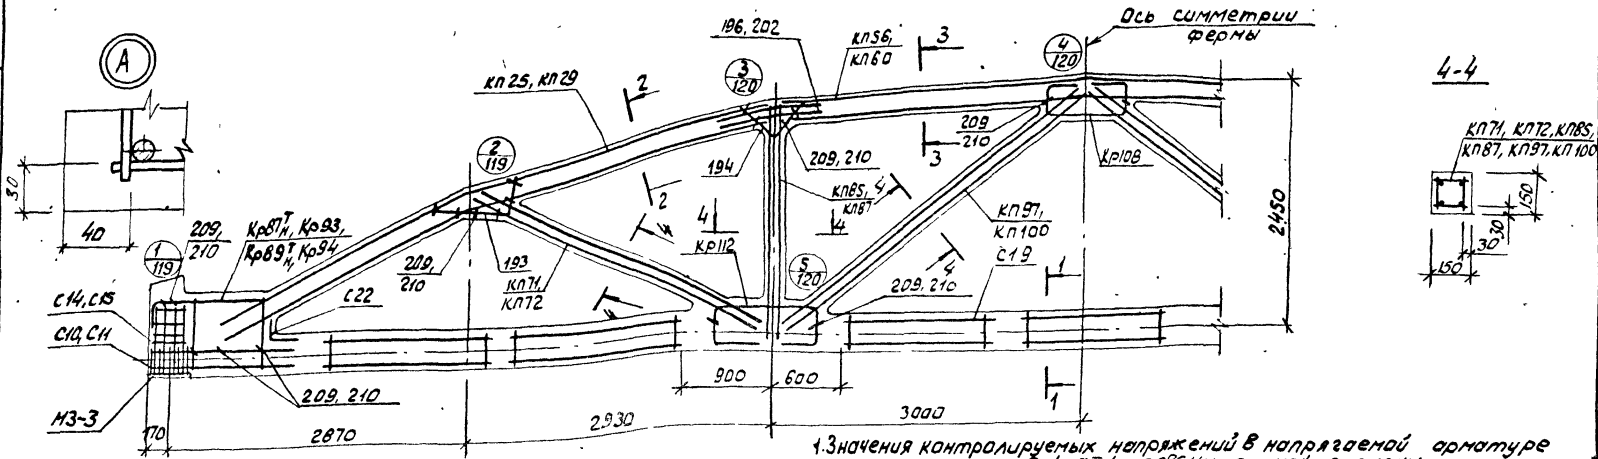 А
30
40
Ось симметрии
фермы
196, 202
КП56,
КП60
3
4
120
3
120
4-4
КП25, КП29
2
2450
209
210
3
Кр108
КП71, КП72, КП85,
КП87, КП97, КП100
2
119
194
209, 210
КП85,
КП87
4
2
4
Кр112
4
150
30
30
150
209,
210
Кр87Тн, Кр93,
Кр89Тн, Кр94
1
119
4
КП97,
КП100
С19
4
5
120
209, 210
1
209,
210
193
КП71,
КП72
4
С22
С14, С15
С10, С11
209, 210
М3-3
900
600
1
170
2870
2930
3000
1. Значения контролируемых напряжений в напрягаемой арматуре